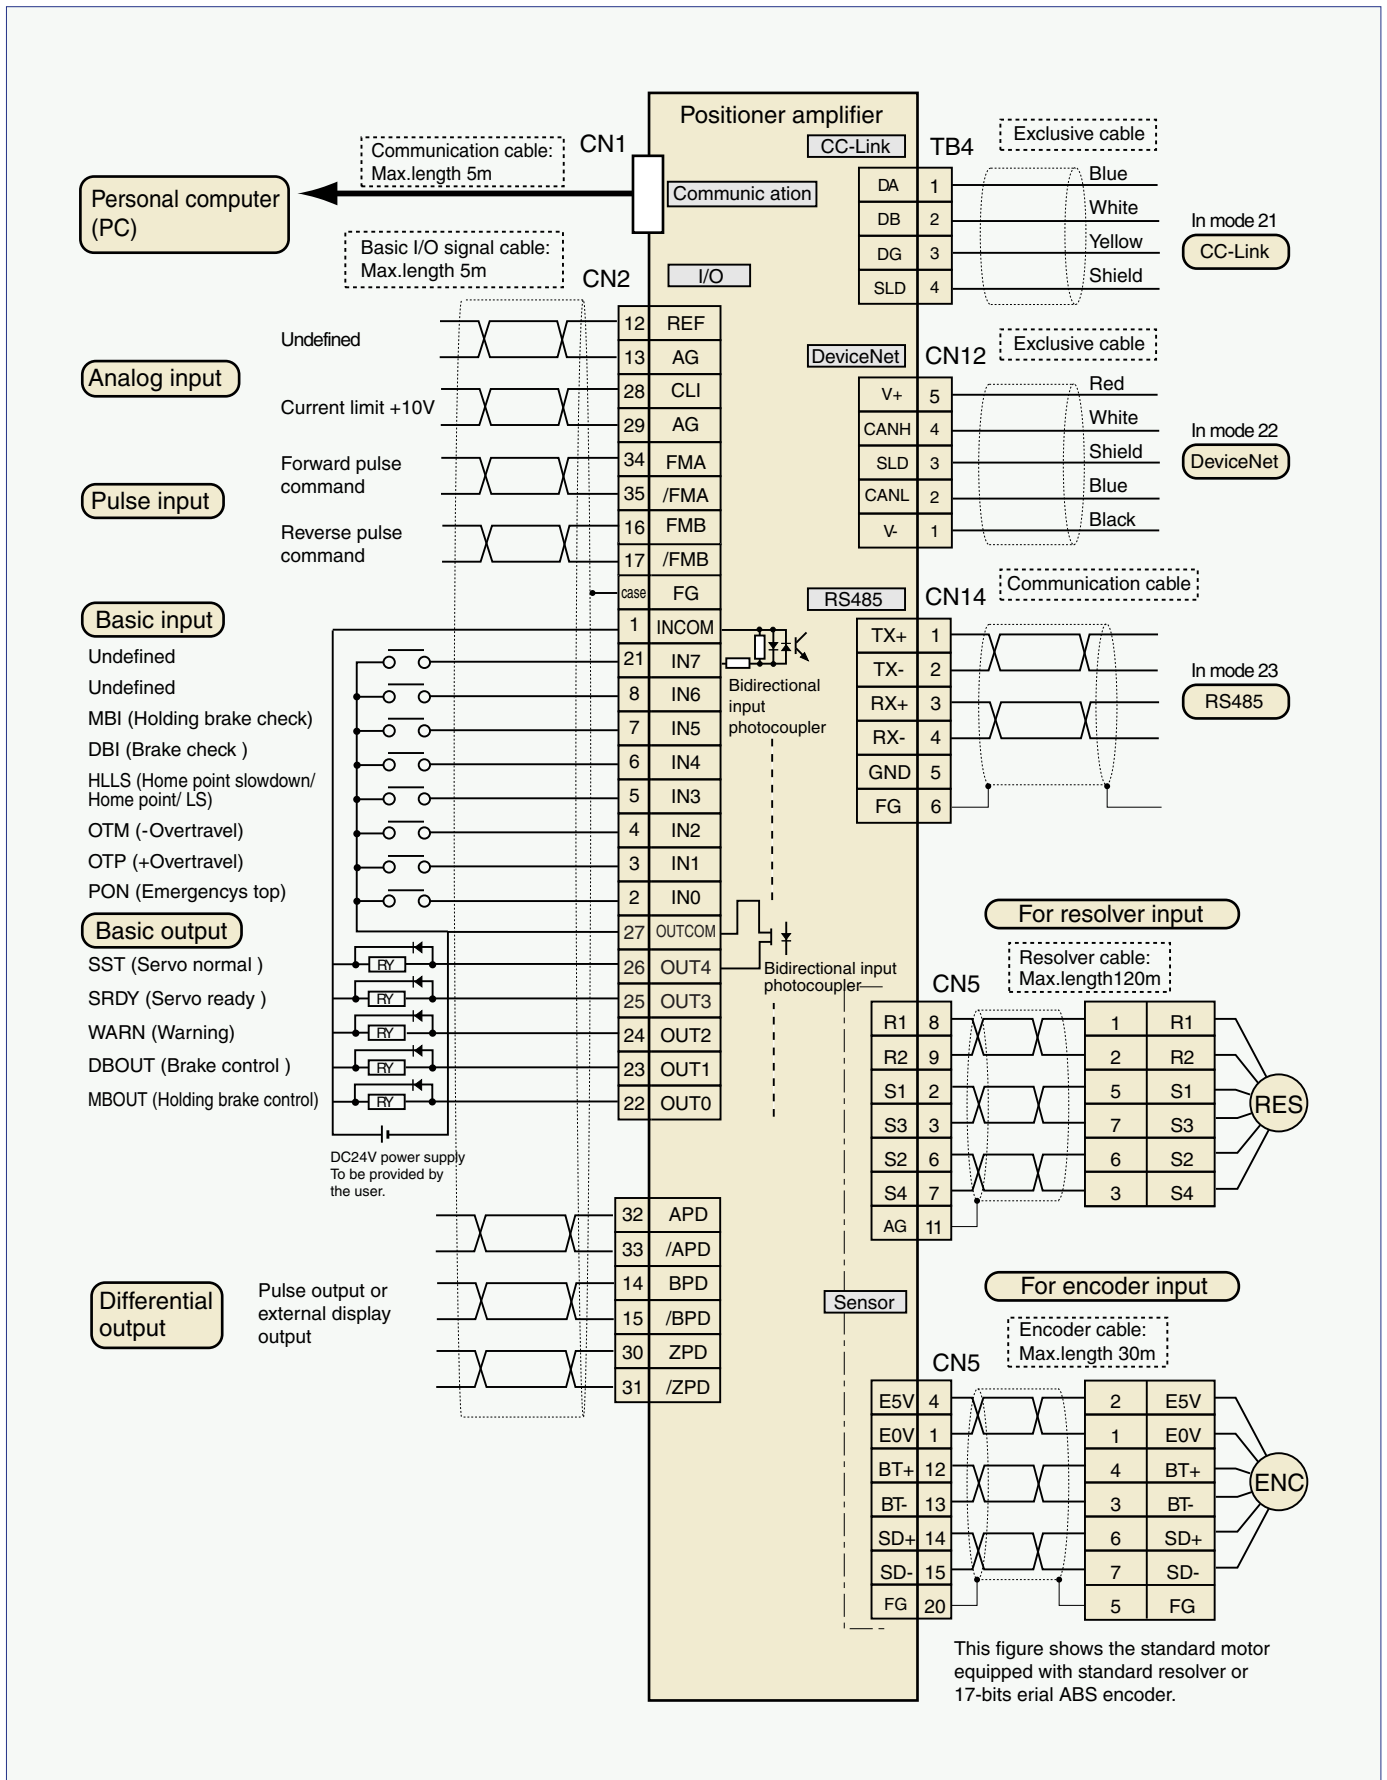 Positioner amplifier
CN1
Communication cable:
Max.length 5m
Communic ation
Personal computer
(PC)
Basic I/O signal cable:
Max.length 5m
CN2
I/O
Analog input
Undefined
Current limit +10V
12 REF
13 AG
28 CLI
29 AG
Pulse input
Forward pulse
command
Reverse pulse
command
34 FMA
35 /FMA
16 FMB
17 /FMB
case FG
Basic input
1 INCOM
Undefined
21 IN7
Undefined
8 IN6
MBI (Holding brake check)
7 IN5
DBI (Brake check )
6 IN4
HLLS (Home point slowdown/
Home point/ LS)
5 IN3
OTM (-Overtravel)
4 IN2
OTP (+Overtravel)
3 IN1
PON (Emergencys top)
2 IN0
Bidirectional
input
photocoupler
Basic output
27 OUTCOM
SST (Servo normal )
RY
26 OUT4
SRDY (Servo ready )
RY
25 OUT3
WARN (Warning)
RY
24 OUT2
DBOUT (Brake control )
RY
23 OUT1
MBOUT (Holding brake control)
RY
22 OUT0
Bidirectional input
photocoupler
DC24V power supply
To be provided by
the user.
Differential
output
Pulse output or
external display
output
32 APD
33 /APD
14 BPD
15 /BPD
30 ZPD
31 /ZPD
CC-Link
TB4
Exclusive cable
DA 1 Blue
DB 2 White
DG 3 Yellow
SLD 4 Shield
In mode 21
CC-Link
DeviceNet
CN12
Exclusive cable
V+ 5 Red
CANH 4 White
SLD 3 Shield
CANL 2 Blue
V- 1 Black
In mode 22
DeviceNet
RS485
CN14
Communication cable
TX+ 1
TX- 2
RX+ 3
RX- 4
GND 5
FG 6
In mode 23
RS485
For resolver input
Resolver cable:
Max.length120m
CN5
R1 8 1 R1
R2 9 2 R2
S1 2 5 S1
S3 3 7 S3
S2 6 6 S2
S4 7 3 S4
AG 11
RES
Sensor
For encoder input
Encoder cable:
Max.length 30m
CN5
E5V 4 2 E5V
E0V 1 1 E0V
BT+ 12 4 BT+
BT- 13 3 BT-
SD+ 14 6 SD+
SD- 15 7 SD-
FG 20 5 FG
ENC
This figure shows the standard motor
equipped with standard resolver or
17-bits erial ABS encoder.